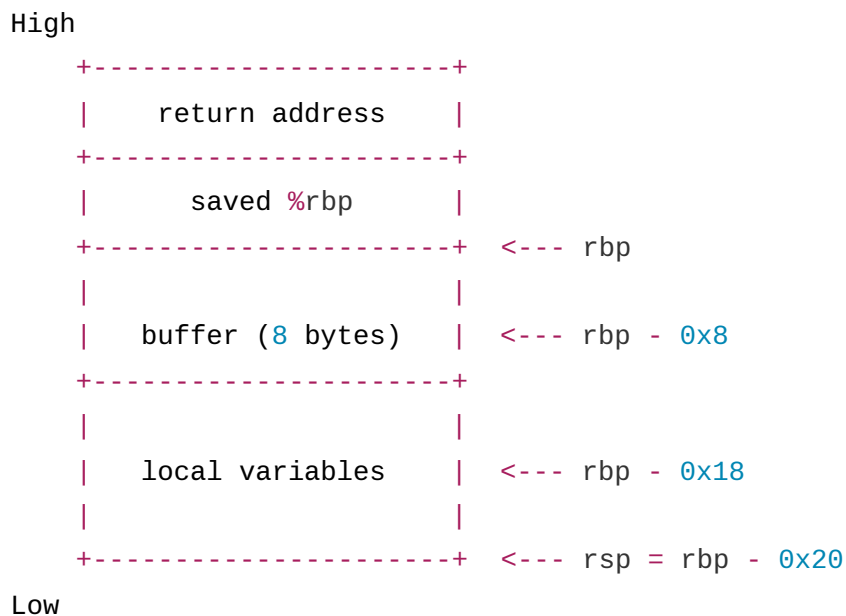 High
+----------------------+
| return address |
+----------------------+
| saved %rbp |
+----------------------+ <--- rbp
| |
| buffer (8 bytes) | <--- rbp - 0x8
+----------------------+
| |
| local variables | <--- rbp - 0x18
| |
+----------------------+ <--- rsp = rbp - 0x20
Low